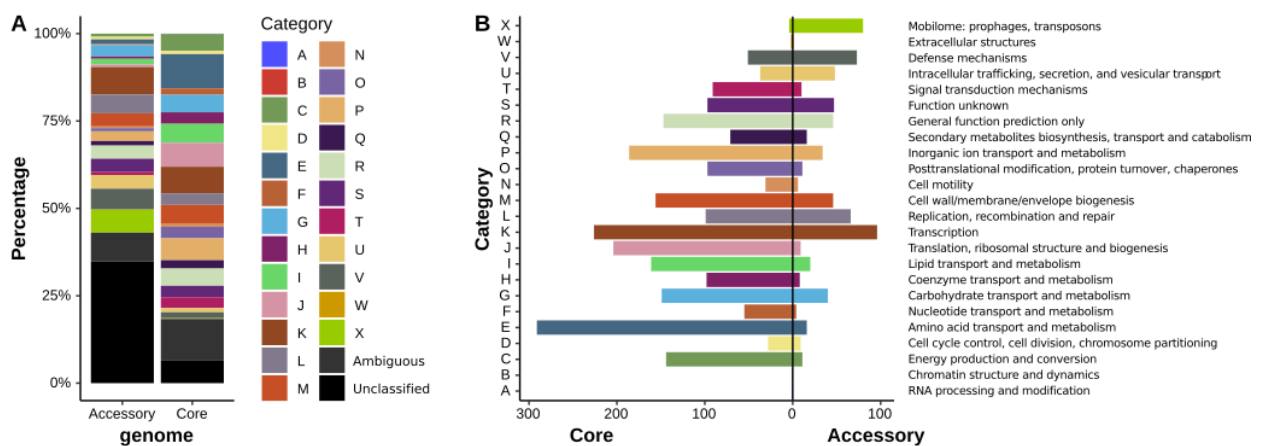 A
100%
75%
50%
25%
0%
Percentage
Accessory Core
genome
Category
A N
B O
C P
D Q
E R
F S
G T
H U
I V
J W
K X
L Ambiguous
M Unclassified
B
Category
X Mobilome: prophages, transposons
W Extracellular structures
V Defense mechanisms
U Intracellular trafficking, secretion, and vesicular transport
T Signal transduction mechanisms
S Function unknown
R General function prediction only
Q Secondary metabolites biosynthesis, transport and catabolism
P Inorganic ion transport and metabolism
O Posttranslational modification, protein turnover, chaperones
N Cell motility
M Cell wall/membrane/envelope biogenesis
L Replication, recombination and repair
K Transcription
J Translation, ribosomal structure and biogenesis
I Lipid transport and metabolism
H Coenzyme transport and metabolism
G Carbohydrate transport and metabolism
F Nucleotide transport and metabolism
E Amino acid transport and metabolism
D Cell cycle control, cell division, chromosome partitioning
C Energy production and conversion
B Chromatin structure and dynamics
A RNA processing and modification
300 200 100 0 100
Core Accessory